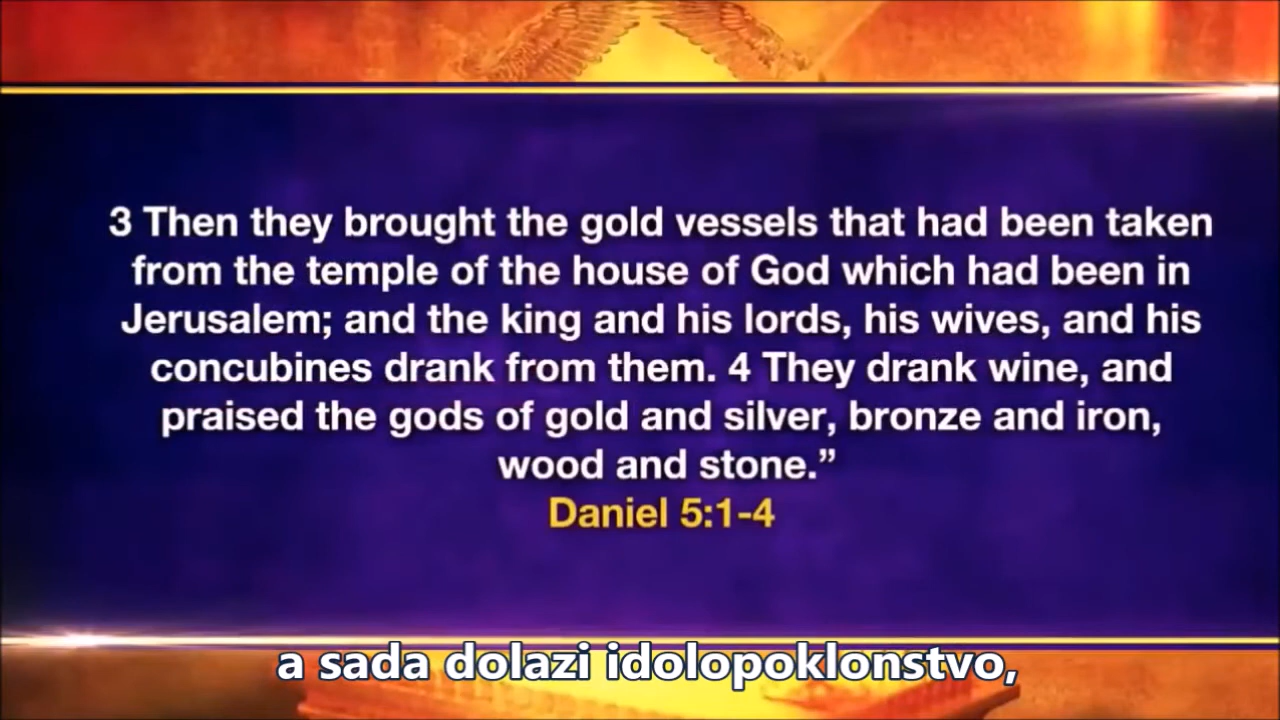 3 Then they brought the gold vessels that had been taken
from the temple of the house of God which had been in
Jerusalem; and the king and his lords, his wives, and his
concubines drank from them. 4 They drank wine, and
praised the gods of gold and silver, bronze and iron,
wood and stone.”
Daniel 5:1-4
a sada dolazi idolopoklonstvo,